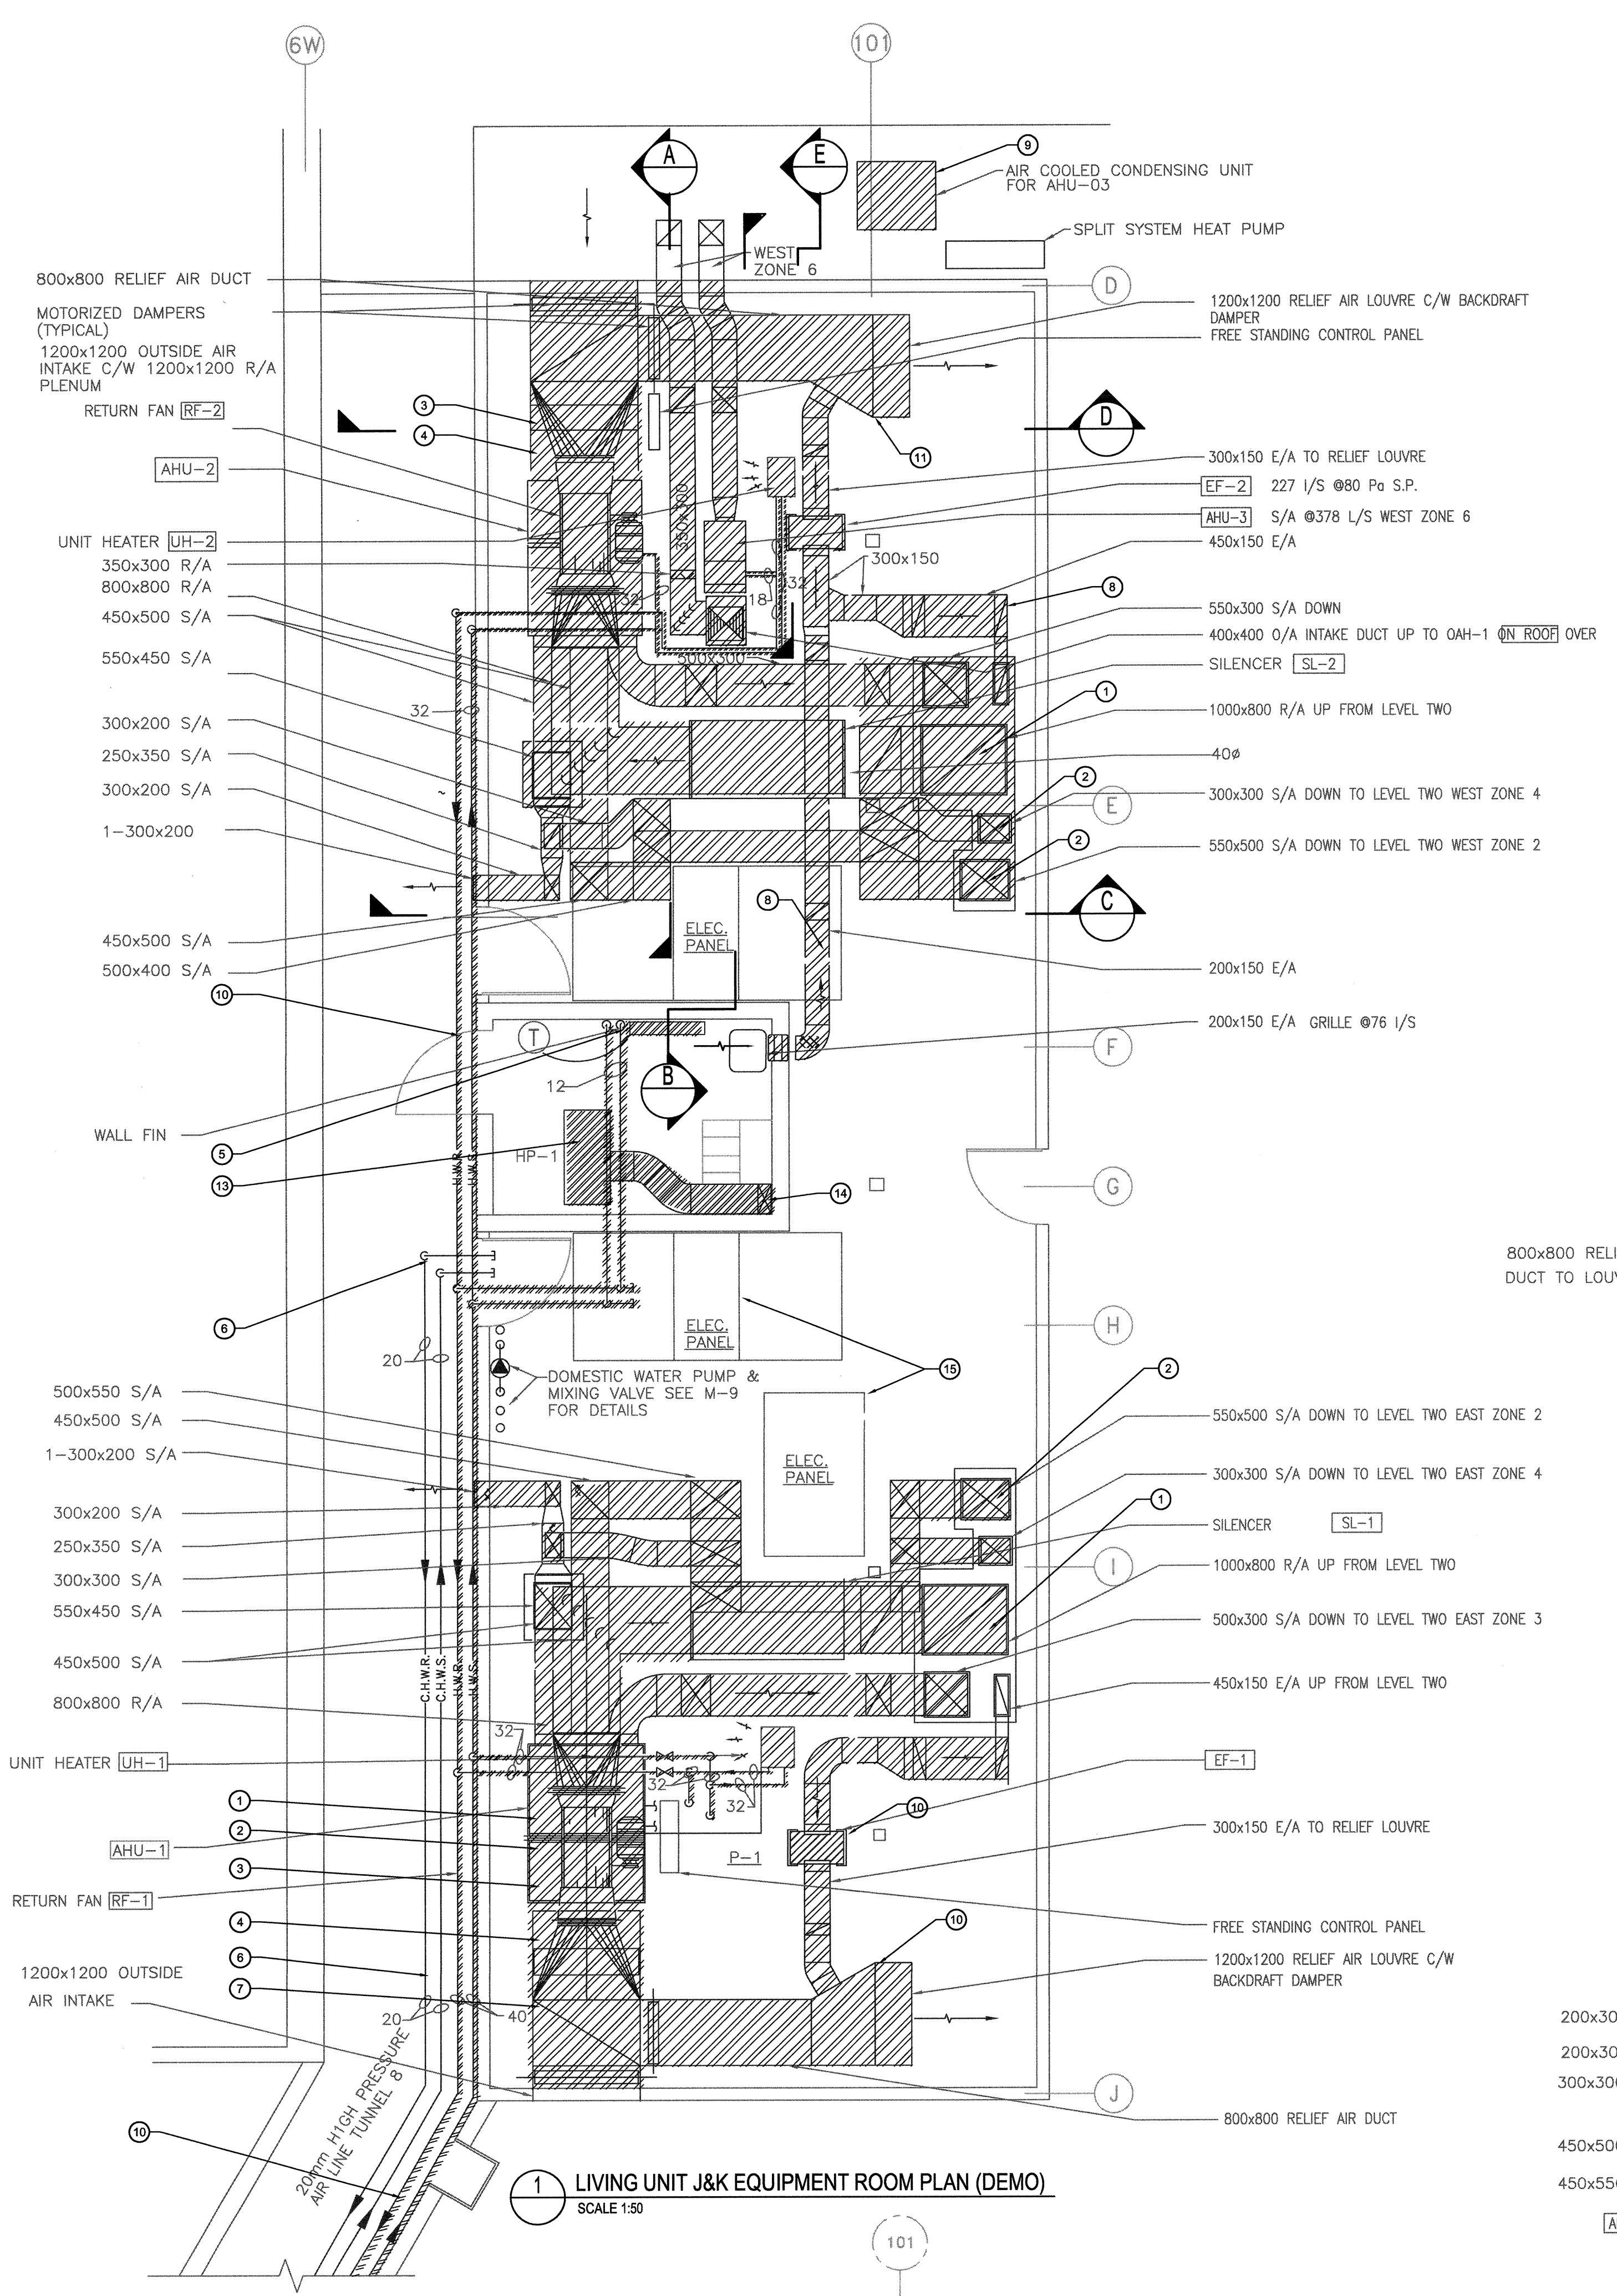 6W
101
A
E
9
AIR COOLED CONDENSING UNIT
FOR AHU-03
SPLIT SYSTEM HEAT PUMP
WEST
ZONE 6
D
800x800 RELIEF AIR DUCT
MOTORIZED DAMPERS
(TYPICAL)
1200x1200 OUTSIDE AIR
INTAKE C/W 1200x1200 R/A
PLENUM
1200x1200 RELIEF AIR LOUVRE C/W BACKDRAFT
DAMPER
FREE STANDING CONTROL PANEL
RETURN FAN RF-2
3
4
D
11
AHU-2
300x150 E/A TO RELIEF LOUVRE
EF-2 227 l/S @80 Pa S.P.
AHU-3 S/A @378 L/S WEST ZONE 6
450x150 E/A
350x300
300x150
UNIT HEATER UH-2
350x300 R/A
800x800 R/A
450x500 S/A
550x450 S/A
32
18
32
8
550x300 S/A DOWN
400x400 O/A INTAKE DUCT UP TO OAH-1 ON ROOF OVER
SILENCER SL-2
500x300
1
1000x800 R/A UP FROM LEVEL TWO
32
40ø
300x200 S/A
250x350 S/A
300x200 S/A
1-300x200
2
300x300 S/A DOWN TO LEVEL TWO WEST ZONE 4
E
2
550x500 S/A DOWN TO LEVEL TWO WEST ZONE 2
C
8
ELEC.
PANEL
450x500 S/A
500x400 S/A
200x150 E/A
10
T
200x150 E/A GRILLE @76 l/S
F
B
12
WALL FIN
5
HP-1
13
14
G
H.W.R.
H.W.S.
6
800x800 RELI
DUCT TO LOUV
H
ELEC.
PANEL
20
15
DOMESTIC WATER PUMP &
MIXING VALVE SEE M-9
FOR DETAILS
2
500x550 S/A
450x500 S/A
1-300x200 S/A
550x500 S/A DOWN TO LEVEL TWO EAST ZONE 2
ELEC.
PANEL
300x300 S/A DOWN TO LEVEL TWO EAST ZONE 4
1
300x200 S/A
250x350 S/A
300x300 S/A
550x450 S/A
SILENCER SL-1
I
1000x800 R/A UP FROM LEVEL TWO
500x300 S/A DOWN TO LEVEL TWO EAST ZONE 3
450x500 S/A
800x800 R/A
C.H.W.R.
C.H.W.S.
H.W.R.
H.W.S.
450x150 E/A UP FROM LEVEL TWO
UNIT HEATER UH-1
32
32
32
EF-1
1
2
AHU-1
3
RETURN FAN RF-1
10
P-1
300x150 E/A TO RELIEF LOUVRE
4
10
FREE STANDING CONTROL PANEL
6
1200x1200 OUTSIDE
AIR INTAKE
7
1200x1200 RELIEF AIR LOUVRE C/W
BACKDRAFT DAMPER
20
40
200x30
200x30
300x300
450x500
450x550
A
20mm HIGH PRESSURE
AIR LINE TUNNEL 8
J
800x800 RELIEF AIR DUCT
10
1
LIVING UNIT J&K EQUIPMENT ROOM PLAN (DEMO)
SCALE 1:50
101